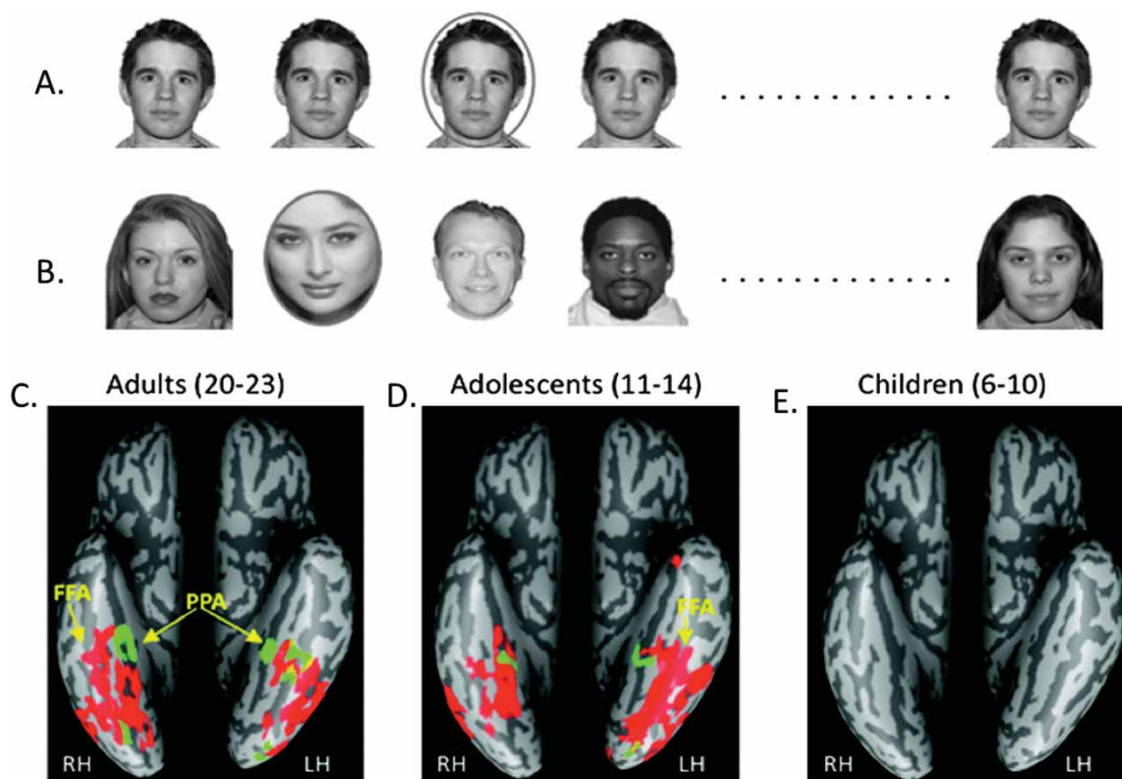 A.
. . . . . . . . . . . . .
B.
. . . . . . . . . . . . .
C. Adults (20-23)
D. Adolescents (11-14)
E. Children (6-10)
FFA PPA
FFA
RH LH
RH LH
RH LH